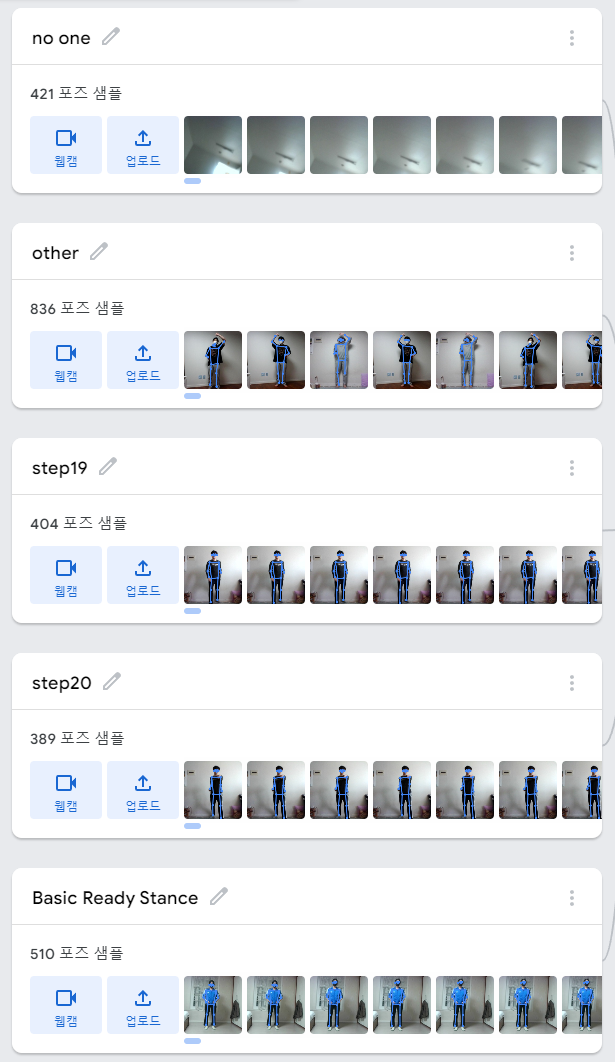 no one
421 포즈 샘플
웹캠
업로드
other
836 포즈 샘플
웹캠
업로드
step19
404 포즈 샘플
웹캠
업로드
step20
389 포즈 샘플
웹캠
업로드
Basic Ready Stance
510 포즈 샘플
웹캠
업로드